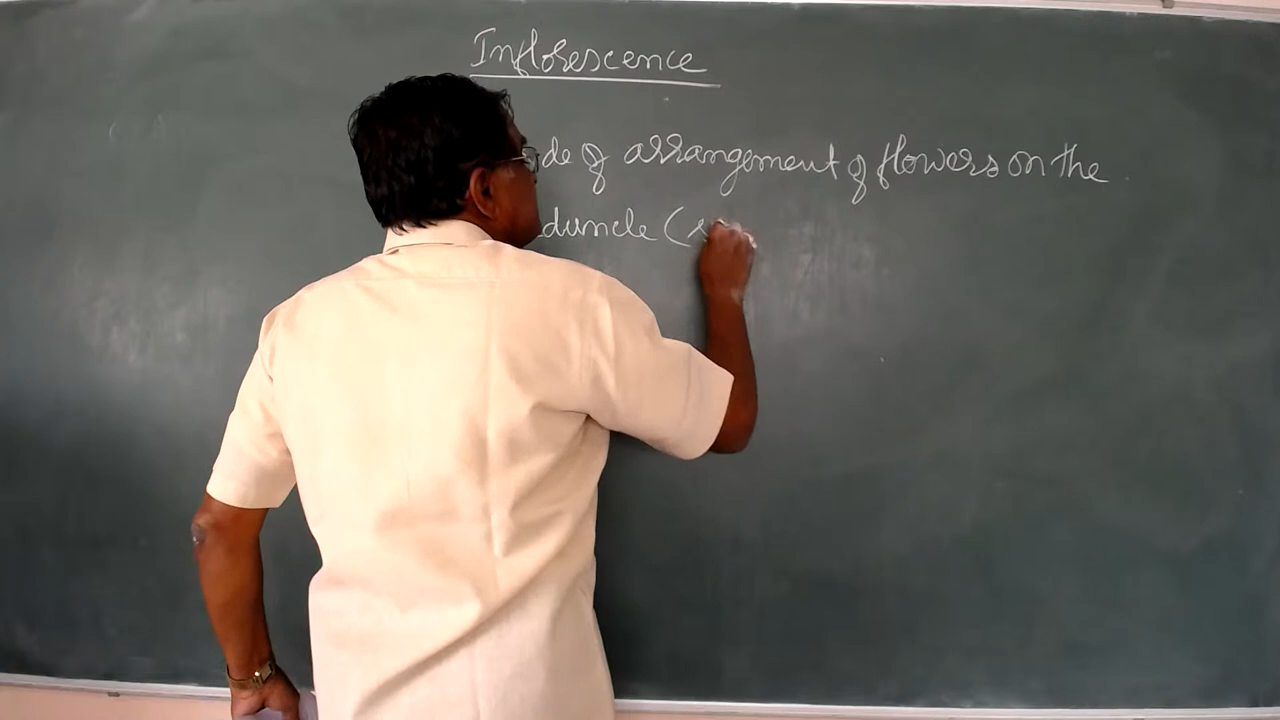 Inflorescence
de of arrangement of flowers on the
duncle (